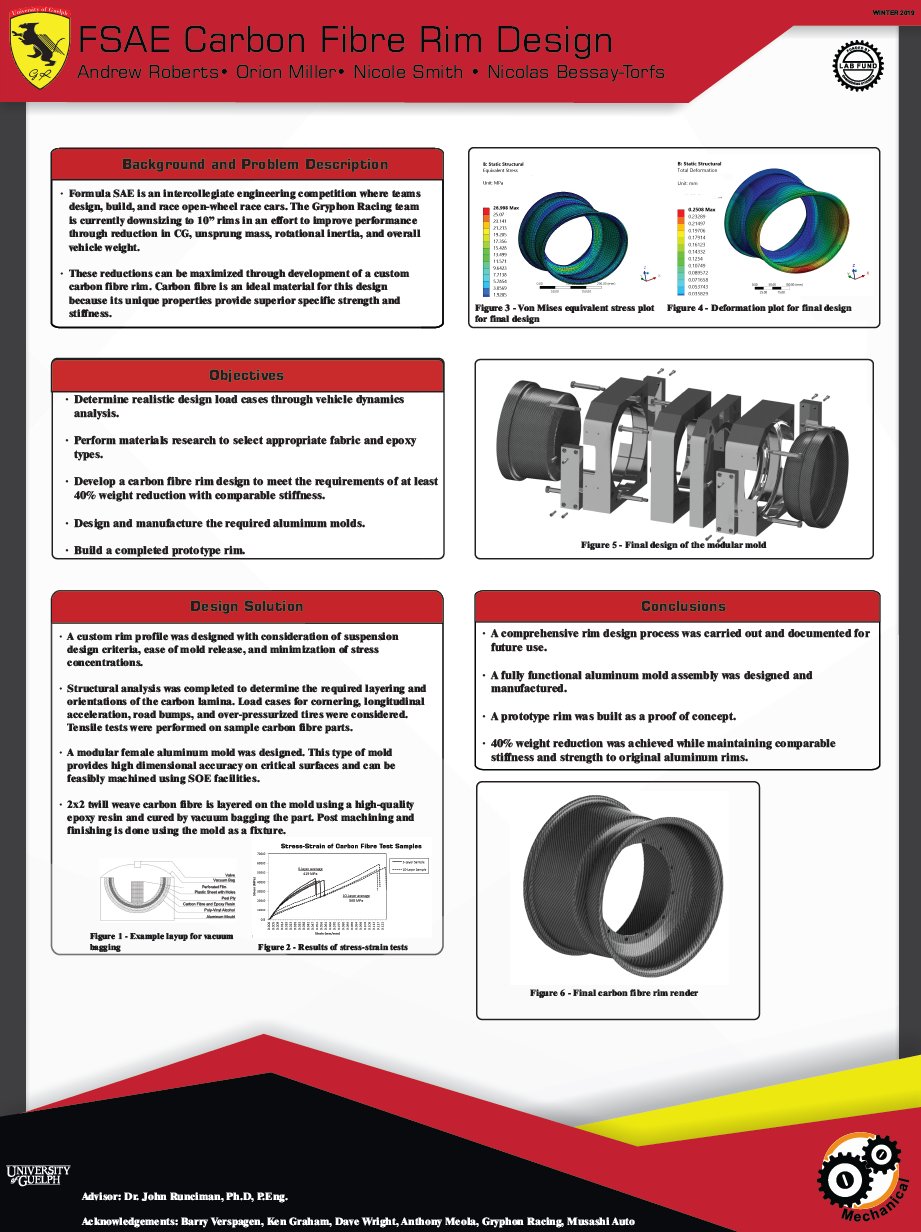 WINTER 2019
University of Guelph
GR
FSAE Carbon Fibre Rim Design
Andrew Roberts• Orion Miller• Nicole Smith • Nicolas Bessay-Torfs
LAB FUND
Background and Problem Description
· Formula SAE is an intercollegiate engineering competition where teams
design, build, and race open-wheel race cars. The Gryphon Racing team
is currently downsizing to 10” rims in an effort to improve performance
through reduction in CG, unsprung mass, rotational inertia, and overall
vehicle weight.
· These reductions can be maximized through development of a custom
carbon fibre rim. Carbon fibre is an ideal material for this design
because its unique properties provide superior specific strength and
stiffness.
Objectives
· Determine realistic design load cases through vehicle dynamics
analysis.
· Perform materials research to select appropriate fabric and epoxy
types.
· Develop a carbon fibre rim design to meet the requirements of at least
40% weight reduction with comparable stiffness.
· Design and manufacture the required aluminum molds.
· Build a completed prototype rim.
Design Solution
· A custom rim profile was designed with consideration of suspension
design criteria, ease of mold release, and minimization of stress
concentrations.
· Structural analysis was completed to determine the required layering and
orientations of the carbon lamina. Load cases for cornering, longitudinal
acceleration, road bumps, and over-pressurized tires were considered.
Tensile tests were performed on sample carbon fibre parts.
· A modular female aluminum mold was designed. This type of mold
provides high dimensional accuracy on critical surfaces and can be
feasibly machined using SOE facilities.
· 2x2 twill weave carbon fibre is layered on the mold using a high-quality
epoxy resin and cured by vacuum bagging the part. Post machining and
finishing is done using the mold as a fixture.
Valve
Vacuum Bag
Perforated Film
Plastic Sheet with Holes
Peel Ply
Carbon Fibre and Epoxy Resin
Poly-Vinyl Alcohol
Aluminum Mould
Figure 1 - Example layup for vacuum
bagging
Stress-Strain of Carbon Fibre Test Samples
Figure 2 - Results of stress-strain tests
B: Static Structural
Equivalent Stress
Unit: MPa
26.998 Max
25.07
23.141
21.213
19.285
17.356
15.428
13.499
11.571
9.6423
7.7138
5.7854
3.8569
1.9285
Figure 3 - Von Mises equivalent stress plot
for final design
B: Static Structural
Total Deformation
Unit: mm
0.2508 Max
0.23289
0.21497
0.19706
0.17914
0.16123
0.14332
0.1254
0.10749
0.089572
0.071658
0.053743
0.035829
Figure 4 - Deformation plot for final design
Figure 5 - Final design of the modular mold
Conclusions
· A comprehensive rim design process was carried out and documented for
future use.
· A fully functional aluminum mold assembly was designed and
manufactured.
· A prototype rim was built as a proof of concept.
· 40% weight reduction was achieved while maintaining comparable
stiffness and strength to original aluminum rims.
Figure 6 - Final carbon fibre rim render
UNIVERSITY
OF GUELPH
Advisor: Dr. John Runciman, Ph.D, P.Eng.
Acknowledgements: Barry Verspagen, Ken Graham, Dave Wright, Anthony Meola, Gryphon Racing, Musashi Auto
Mechanical